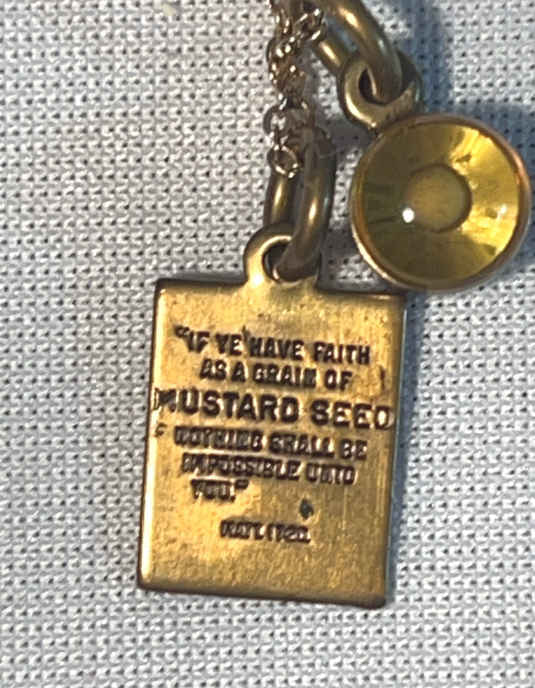 "IF YE HAVE FAITH
AS A GRAIN OF
MUSTARD SEED
NOTHING SHALL BE
IMPOSSIBLE UNTO
YOU."
MATT. 17-20.